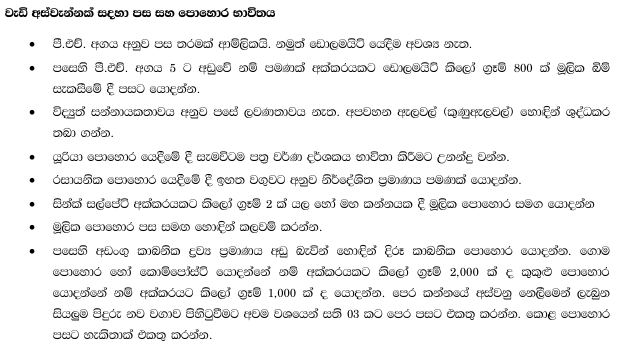 වැඩි අස්වැන්නක් සදහා පස සහ පොහොර භාවිතය
• පී.එච්. අගය අනුව පස තරමක් ආම්ලිකයි. නමුත් ඩොලමයිට් යෙදීම අවශ්‍ය නැත.
• පසෙහි පී.එච්. අගය 5 ට අඩුවේ නම් පමණක් අක්කරයකට ඩොලමයිට් කිලෝ ග්‍රෑම් 800 ක් මූලික බිම්
සැකසීමේ දී පසට යොදන්න.
• විද්‍යුත් සන්නායකතාවය අනුව පසේ ලවණතාවය නැත. අපවහන ඇලවල් (කුණුඇලවල්) හොඳින් ශුද්ධකර
තබා ගන්න.
• යූරියා පොහොර යෙදීමේ දී සැමවිටම පත්‍ර වර්ණ දර්ශකය භාවිතා කිරීමට උනන්දු වන්න.
• රසායනික පොහොර යෙදීමේ දී ඉහත වගුවට අනුව නිර්දේශිත ප්‍රමාණය පමණක් යොදන්න.
• සින්ක් සල්පේට් අක්කරයකට කිලෝ ග්‍රෑම් 2 ක් යල හෝ මහ කන්නයක දී මූලික පොහොර සමග යොදන්න
• මූලික පොහොර පස සමඟ හොඳින් කලවම් කරන්න.
• පසෙහි අඩංගු කාබනික ද්‍රව්‍ය ප්‍රමාණය අඩු බැවින් හොඳින් දිරූ කාබනික පොහොර යොදන්න. ගොම
පොහොර හෝ කොම්පෝස්ට් යොදන්නේ නම් අක්කරයකට කිලෝ ග්‍රෑම් 2,000 ක් ද කුකුළු පොහොර
යොදන්නේ නම් අක්කරයට කිලෝ ග්‍රෑම් 1,000 ක් ද යොදන්න. පෙර කන්නයේ අස්වනු නෙලීමෙන් ලැබුන
සියලුම පිදුරු නව වගාව පිහිටුවීමට අවම වශයෙන් සති 03 කට පෙර පසට එකතු කරන්න. කොළ පොහොර
පසට හැකිතාක් එකතු කරන්න.